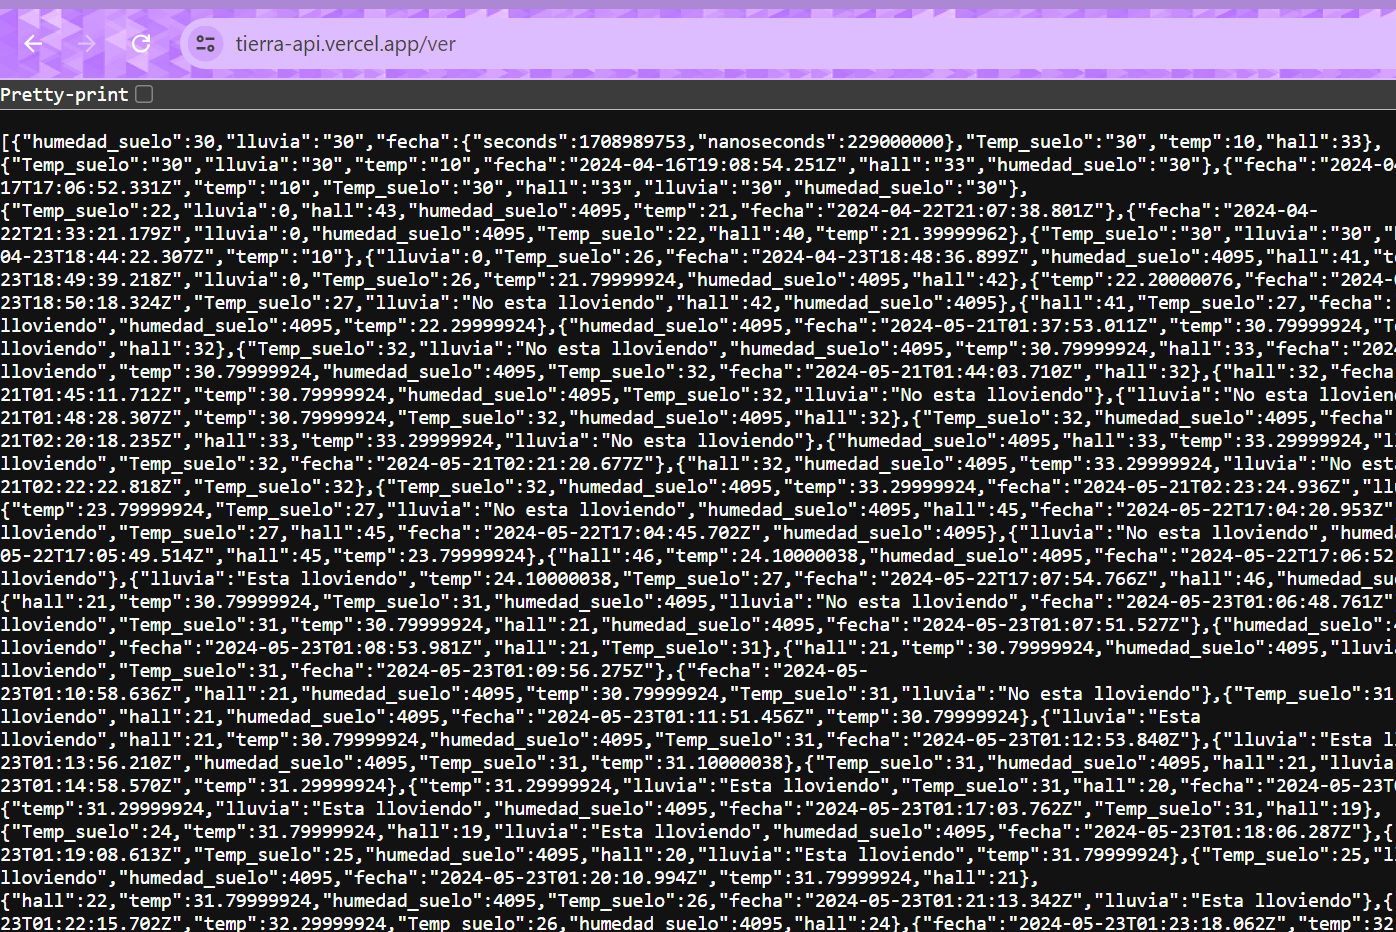 tierra-api.vercel.app/ver
Pretty-print
[{"humedad_suelo":30,"lluvia":"30","fecha":{"seconds":1708989753,"nanoseconds":229000000},"Temp_suelo":"30","temp":10,"hall":33},
{"Temp_suelo":"30","lluvia":"30","temp":"10","fecha":"2024-04-16T19:08:54.251Z","hall":"33","humedad_suelo":"30"},{"fecha":"2024-04
17T17:06:52.331Z","temp":"10","Temp_suelo":"30","hall":"33","lluvia":"30","humedad_suelo":"30"},
{"Temp_suelo":22,"lluvia":0,"hall":43,"humedad_suelo":4095,"temp":21,"fecha":"2024-04-22T21:07:38.801Z"},{"fecha":"2024-04-
22T21:33:21.179Z","lluvia":0,"humedad_suelo":4095,"Temp_suelo":22,"hall":40,"temp":21.39999962},{"Temp_suelo":"30","lluvia":"30","
04-23T18:44:22.307Z","temp":"10"},{"lluvia":0,"Temp_suelo":26,"fecha":"2024-04-23T18:48:36.899Z","humedad_suelo":4095,"hall":41,"te
23T18:49:39.218Z","lluvia":0,"Temp_suelo":26,"temp":21.79999924,"humedad_suelo":4095,"hall":42},{"temp":22.20000076,"fecha":"2024-0
23T18:50:18.324Z","Temp_suelo":27,"lluvia":"No esta lloviendo","hall":42,"humedad_suelo":4095},{"hall":41,"Temp_suelo":27,"fecha":
lloviendo","humedad_suelo":4095,"temp":22.29999924},{"humedad_suelo":4095,"fecha":"2024-05-21T01:37:53.011Z","temp":30.79999924,"T
lloviendo","hall":32},{"Temp_suelo":32,"lluvia":"No esta lloviendo","humedad_suelo":4095,"temp":30.79999924,"hall":33,"fecha":"2024
lloviendo","temp":30.79999924,"humedad_suelo":4095,"Temp_suelo":32,"fecha":"2024-05-21T01:44:03.710Z","hall":32},{"hall":32,"fecha
21T01:45:11.712Z","temp":30.79999924,"humedad_suelo":4095,"Temp_suelo":32,"lluvia":"No esta lloviendo"},{"lluvia":"No esta lloviend
21T01:48:28.307Z","temp":30.79999924,"Temp_suelo":32,"humedad_suelo":4095,"hall":32},{"Temp_suelo":32,"humedad_suelo":4095,"fecha"
21T02:20:18.235Z","hall":33,"temp":33.29999924,"lluvia":"No esta lloviendo"},{"humedad_suelo":4095,"hall":33,"temp":33.29999924,"ll
lloviendo","Temp_suelo":32,"fecha":"2024-05-21T02:21:20.677Z"},{"hall":32,"humedad_suelo":4095,"temp":33.29999924,"lluvia":"No esta
21T02:22:22.818Z","Temp_suelo":32},{"Temp_suelo":32,"humedad_suelo":4095,"temp":33.29999924,"fecha":"2024-05-21T02:23:24.936Z","llu
{"temp":23.79999924,"Temp_suelo":27,"lluvia":"No esta lloviendo","humedad_suelo":4095,"hall":45,"fecha":"2024-05-22T17:04:20.953Z"
lloviendo","Temp_suelo":27,"hall":45,"fecha":"2024-05-22T17:04:45.702Z","humedad_suelo":4095},{"lluvia":"No esta lloviendo","humeda
05-22T17:05:49.514Z","hall":45,"temp":23.79999924},{"hall":46,"temp":24.10000038,"humedad_suelo":4095,"fecha":"2024-05-22T17:06:52
lloviendo"},{"lluvia":"Esta lloviendo","temp":24.10000038,"Temp_suelo":27,"fecha":"2024-05-22T17:07:54.766Z","hall":46,"humedad_sue
{"hall":21,"temp":30.79999924,"Temp_suelo":31,"humedad_suelo":4095,"lluvia":"No esta lloviendo","fecha":"2024-05-23T01:06:48.761Z"
lloviendo","Temp_suelo":31,"temp":30.79999924,"hall":21,"humedad_suelo":4095,"fecha":"2024-05-23T01:07:51.527Z"},{"humedad_suelo":4
lloviendo","fecha":"2024-05-23T01:08:53.981Z","hall":21,"Temp_suelo":31},{"hall":21,"temp":30.79999924,"humedad_suelo":4095,"lluvia
lloviendo","Temp_suelo":31,"fecha":"2024-05-23T01:09:56.275Z"},{"fecha":"2024-05-
23T01:10:58.636Z","hall":21,"humedad_suelo":4095,"temp":30.79999924,"Temp_suelo":31,"lluvia":"No esta lloviendo"},{"Temp_suelo":31
lloviendo","hall":21,"humedad_suelo":4095,"fecha":"2024-05-23T01:11:51.456Z","temp":30.79999924},{"lluvia":"Esta
lloviendo","hall":21,"temp":30.79999924,"humedad_suelo":4095,"Temp_suelo":31,"fecha":"2024-05-23T01:12:53.840Z"},{"lluvia":"Esta ll
23T01:13:56.210Z","humedad_suelo":4095,"Temp_suelo":31,"temp":31.10000038},{"Temp_suelo":31,"humedad_suelo":4095,"hall":21,"lluvia
23T01:14:58.570Z","temp":31.29999924},{"temp":31.29999924,"lluvia":"Esta lloviendo","Temp_suelo":31,"hall":20,"fecha":"2024-05-23T0
{"temp":31.29999924,"lluvia":"Esta lloviendo","humedad_suelo":4095,"fecha":"2024-05-23T01:17:03.762Z","Temp_suelo":31,"hall":19},
{"Temp_suelo":24,"temp":31.79999924,"hall":19,"lluvia":"Esta lloviendo","humedad_suelo":4095,"fecha":"2024-05-23T01:18:06.287Z"},{
23T01:19:08.613Z","Temp_suelo":25,"humedad_suelo":4095,"hall":20,"lluvia":"Esta lloviendo","temp":31.79999924},{"Temp_suelo":25,"ll
lloviendo","humedad_suelo":4095,"fecha":"2024-05-23T01:20:10.994Z","temp":31.79999924,"hall":21},
{"hall":22,"temp":31.79999924,"humedad_suelo":4095,"Temp_suelo":26,"fecha":"2024-05-23T01:21:13.342Z","lluvia":"Esta lloviendo"},{
23T01:22:15.702Z","temp":32.29999924,"Temp_suelo":26,"humedad_suelo":4095,"hall":24},{"fecha":"2024-05-23T01:23:18.062Z","temp":32